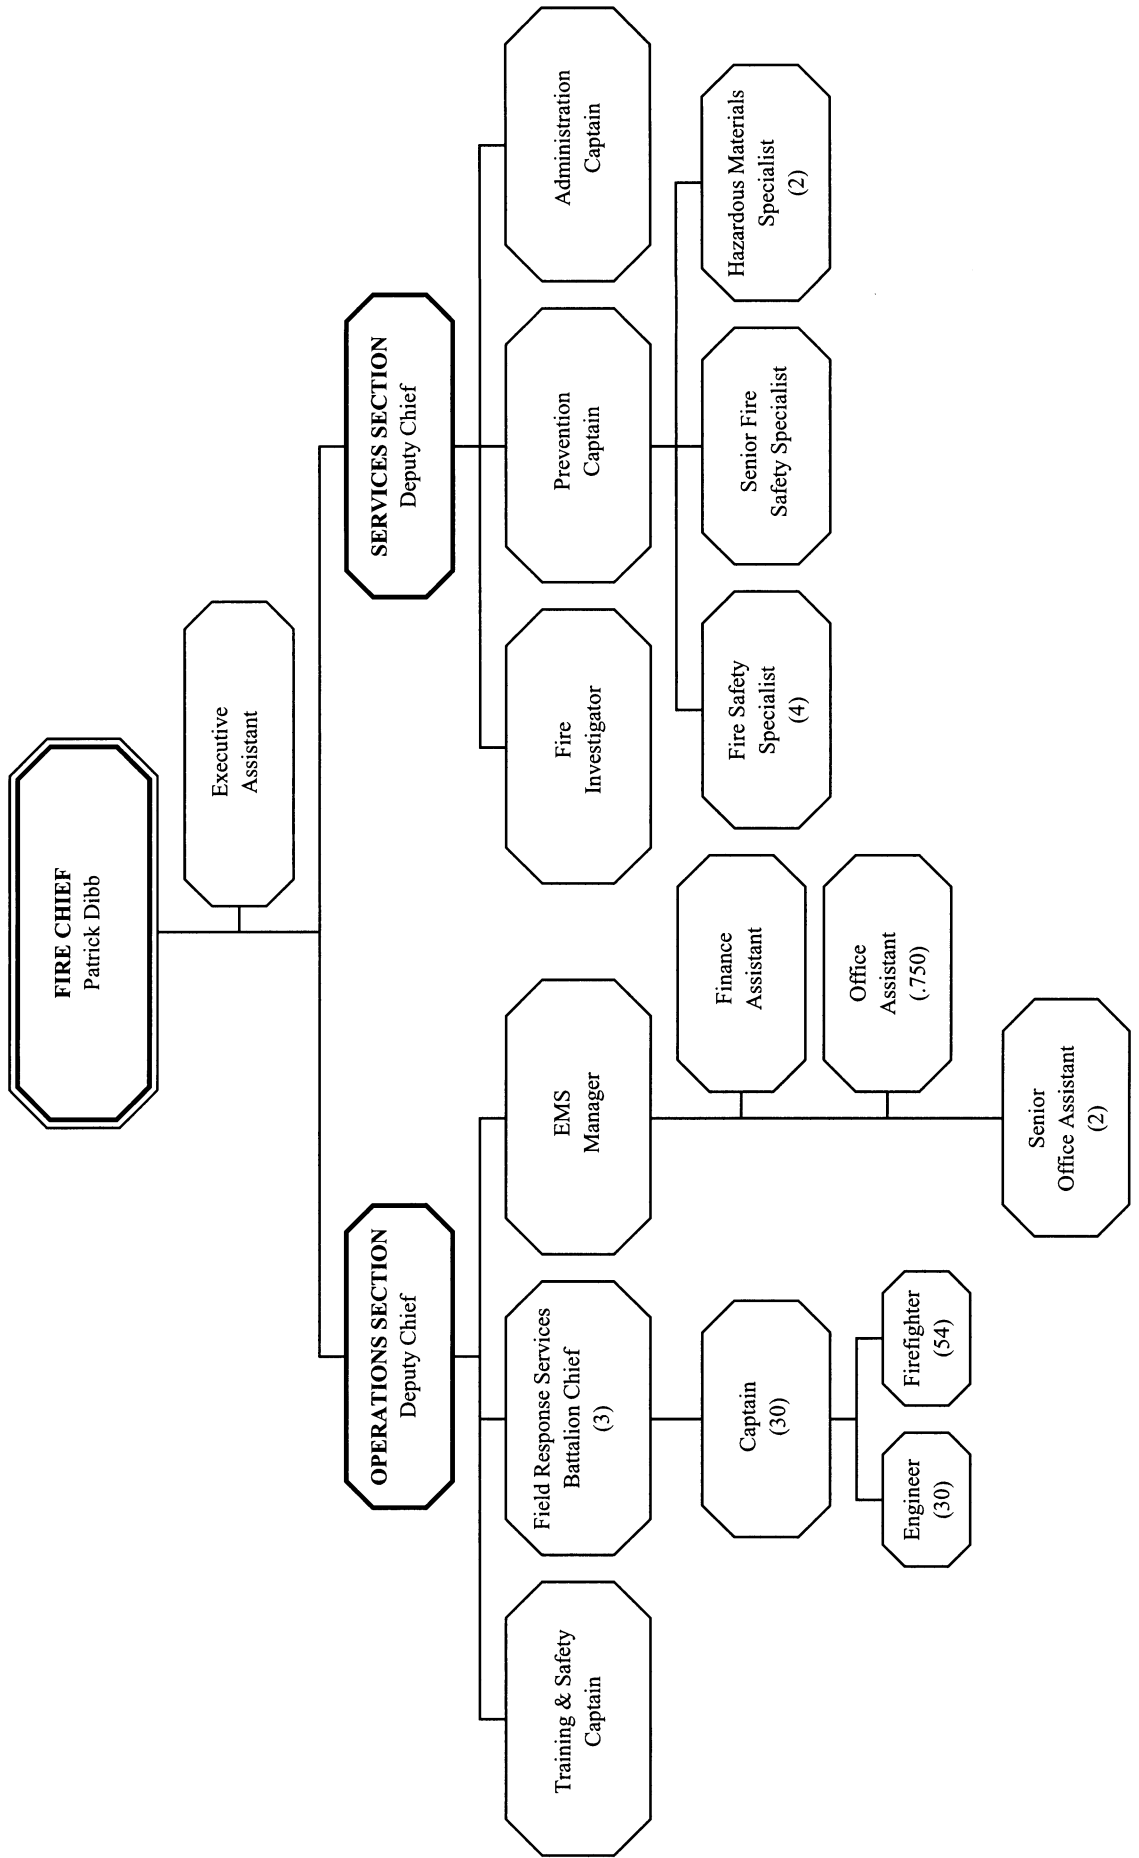 FIRE CHIEF
Patrick Dibb
Executive
Assistant
OPERATIONS SECTION
Deputy Chief
SERVICES SECTION
Deputy Chief
Training & Safety
Captain
Field Response Services
Battalion Chief
(3)
EMS
Manager
Fire
Investigator
Prevention
Captain
Administration
Captain
Captain
(30)
Engineer
(30)
Firefighter
(54)
Finance
Assistant
Office
Assistant
(.750)
Senior
Office Assistant
(2)
Fire Safety
Specialist
(4)
Senior Fire
Safety Specialist
Hazardous Materials
Specialist
(2)